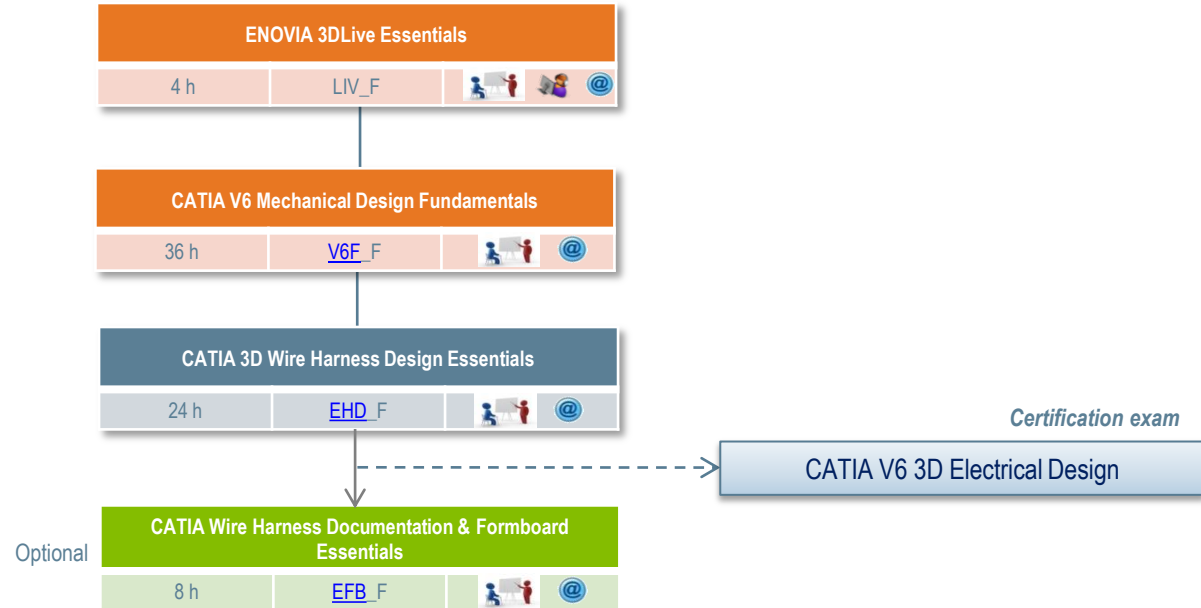 ENOVIA 3DLive Essentials
4 h LIV_F @
CATIA V6 Mechanical Design Fundamentals
36 h V6F_F @
CATIA 3D Wire Harness Design Essentials
24 h EHD_F @
Certification exam
CATIA V6 3D Electrical Design
CATIA Wire Harness Documentation & Formboard
Essentials
Optional
8 h EFB_F @